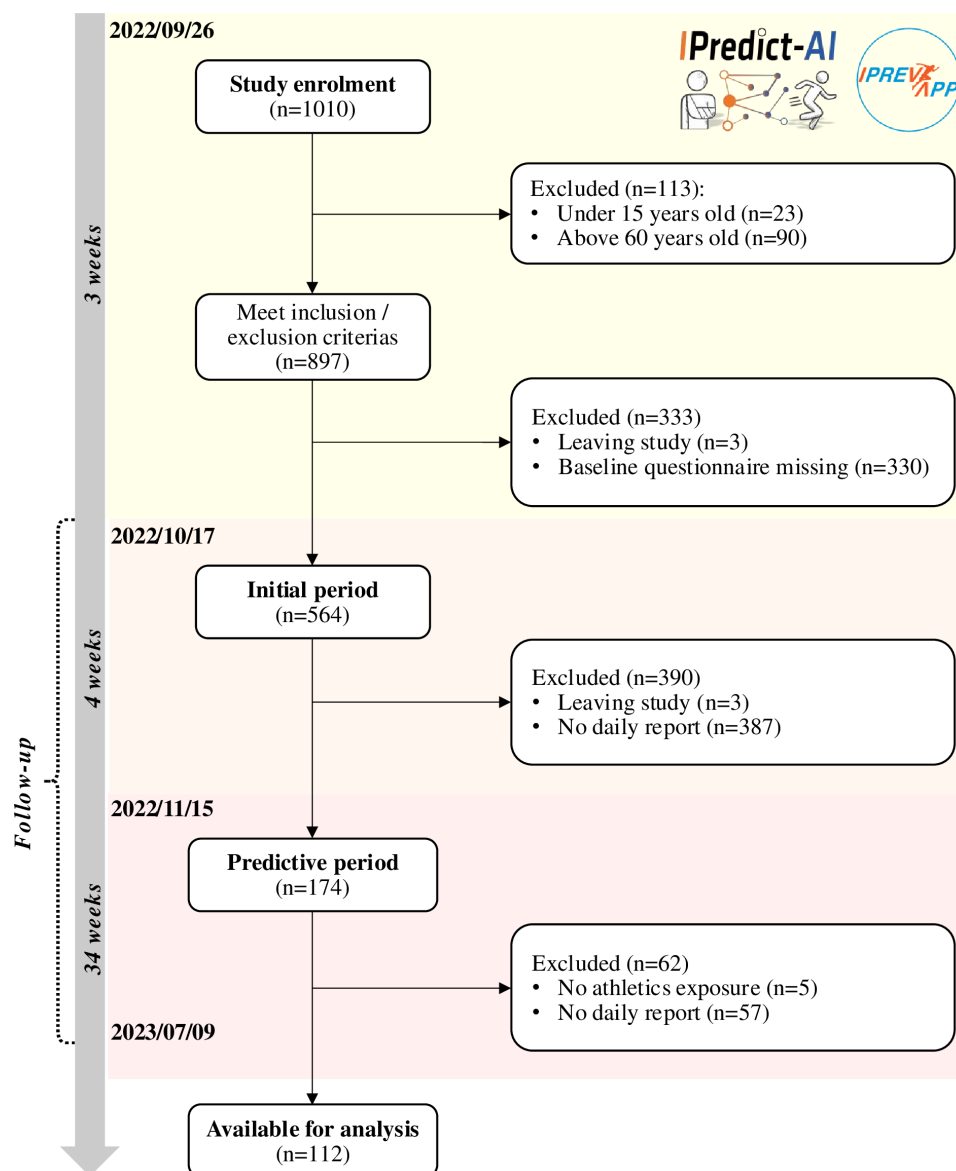 2022/09/26
IPredict-AI
IPREV
APP
Study enrolment
(n=1010)
Excluded (n=113):
• Under 15 years old (n=23)
• Above 60 years old (n=90)
3 weeks
Meet inclusion /
exclusion criterias
(n=897)
Excluded (n=333)
• Leaving study (n=3)
• Baseline questionnaire missing (n=330)
2022/10/17
Initial period
(n=564)
4 weeks
Excluded (n=390)
• Leaving study (n=3)
• No daily report (n=387)
Follow-up
2022/11/15
Predictive period
(n=174)
34 weeks
Excluded (n=62)
• No athletics exposure (n=5)
• No daily report (n=57)
2023/07/09
Available for analysis
(n=112)